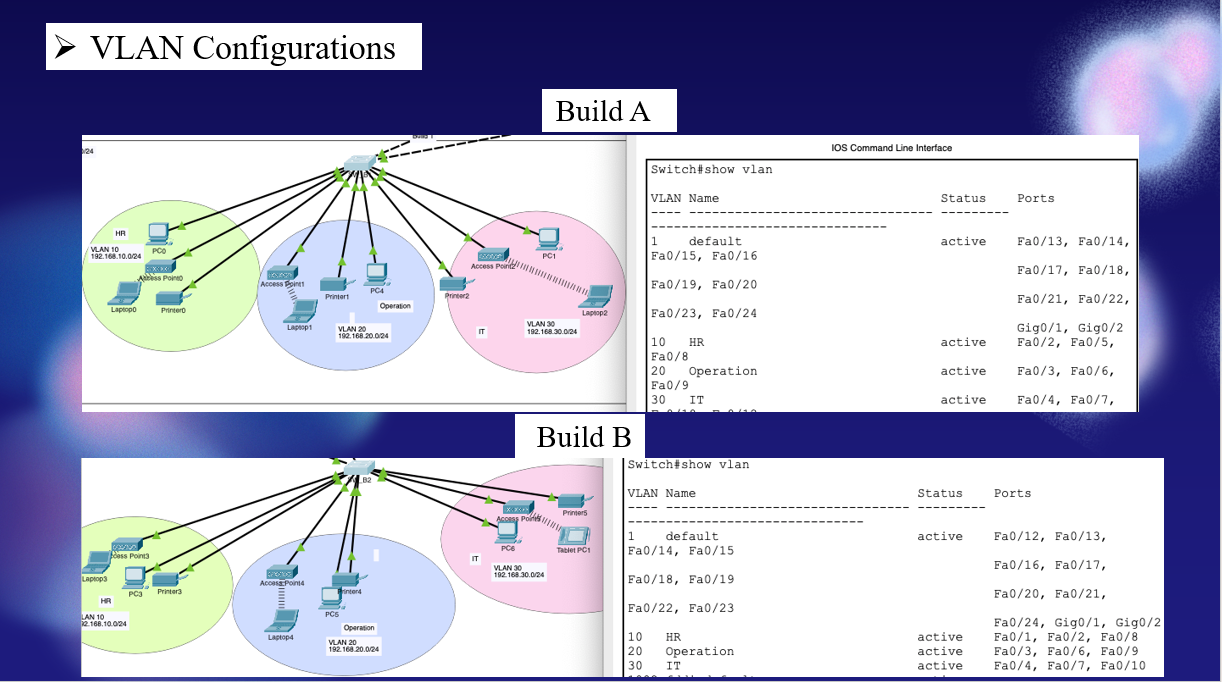 ➢ VLAN Configurations
Build A
/24
HR
VLAN 10
192.168.10.0/24
PC0
Access Point0
Laptop0
Printer0
Access Point1
Printer1
PC4
Operation
Laptop1
VLAN 20
192.168.20.0/24
PC1
Access Point2
Printer2
Laptop2
IT
VLAN 30
192.168.30.0/24
IOS Command Line Interface
Switch#show vlan
VLAN Name Status Ports
---- -------------------------------- ---------
-------------------------------
1 default active Fa0/13, Fa0/14,
Fa0/15, Fa0/16
Fa0/17, Fa0/18,
Fa0/19, Fa0/20
Fa0/21, Fa0/22,
Fa0/23, Fa0/24
Gig0/1, Gig0/2
10 HR active Fa0/2, Fa0/5,
Fa0/8
20 Operation active Fa0/3, Fa0/6,
Fa0/9
30 IT active Fa0/4, Fa0/7,
Build B
B2
cess Point3
Laptop3
PC3
Printer3
HR
LAN 10
92.168.10.0/24
Access Point4
Printer4
PC5
Laptop4
Operation
VLAN 20
192.168.20.0/24
Printer5
PC6
Tablet PC1
IT
VLAN 30
192.168.30.0/24
Switch#show vlan
VLAN Name Status Ports
---- -------------------------------- ---------
-------------------------------
1 default active Fa0/12, Fa0/13,
Fa0/14, Fa0/15
Fa0/16, Fa0/17,
Fa0/18, Fa0/19
Fa0/20, Fa0/21,
Fa0/22, Fa0/23
Fa0/24, Gig0/1, Gig0/2
10 HR active Fa0/1, Fa0/2, Fa0/8
20 Operation active Fa0/3, Fa0/6, Fa0/9
30 IT active Fa0/4, Fa0/7, Fa0/10